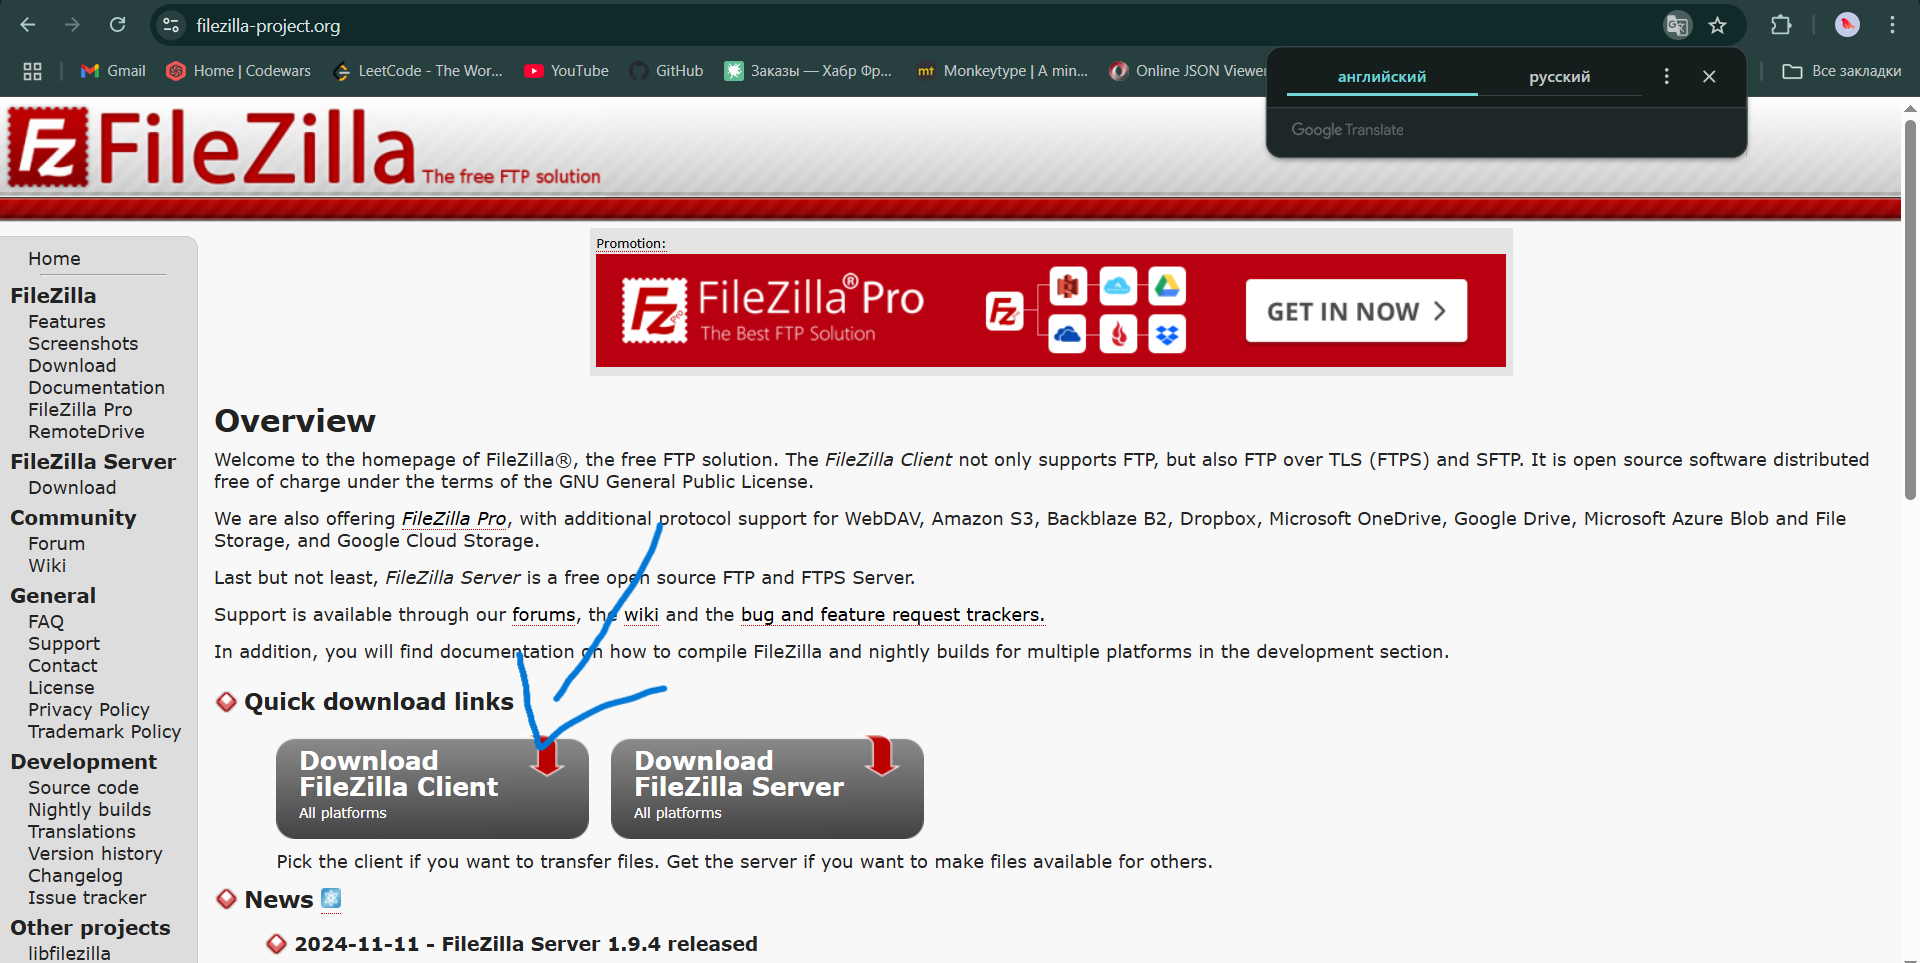 filezilla-project.org
Gmail
Home | Codewars
LeetCode - The Wor...
YouTube
GitHub
Заказы — Хабр Фр...
mt Monkeytype | A min...
Online JSON Viewer
Все закладки
английский
русский
Google Translate
Fz FileZilla The free FTP solution
Home
FileZilla
Features
Screenshots
Download
Documentation
FileZilla Pro
RemoteDrive
FileZilla Server
Download
Community
Forum
Wiki
General
FAQ
Support
Contact
License
Privacy Policy
Trademark Policy
Development
Source code
Nightly builds
Translations
Version history
Changelog
Issue tracker
Other projects
libfilezilla
Promotion:
Fz Pro FileZilla® Pro
The Best FTP Solution
Fz
GET IN NOW
Overview
Welcome to the homepage of FileZilla®, the free FTP solution. The FileZilla Client not only supports FTP, but also FTP over TLS (FTPS) and SFTP. It is open source software distributed
free of charge under the terms of the GNU General Public License.
We are also offering FileZilla Pro, with additional protocol support for WebDAV, Amazon S3, Backblaze B2, Dropbox, Microsoft OneDrive, Google Drive, Microsoft Azure Blob and File
Storage, and Google Cloud Storage.
Last but not least, FileZilla Server is a free open source FTP and FTPS Server.
Support is available through our forums, the wiki and the bug and feature request trackers.
In addition, you will find documentation on how to compile FileZilla and nightly builds for multiple platforms in the development section.
Quick download links
Download
FileZilla Client
All platforms
Download
FileZilla Server
All platforms
Pick the client if you want to transfer files. Get the server if you want to make files available for others.
News
2024-11-11 - FileZilla Server 1.9.4 released